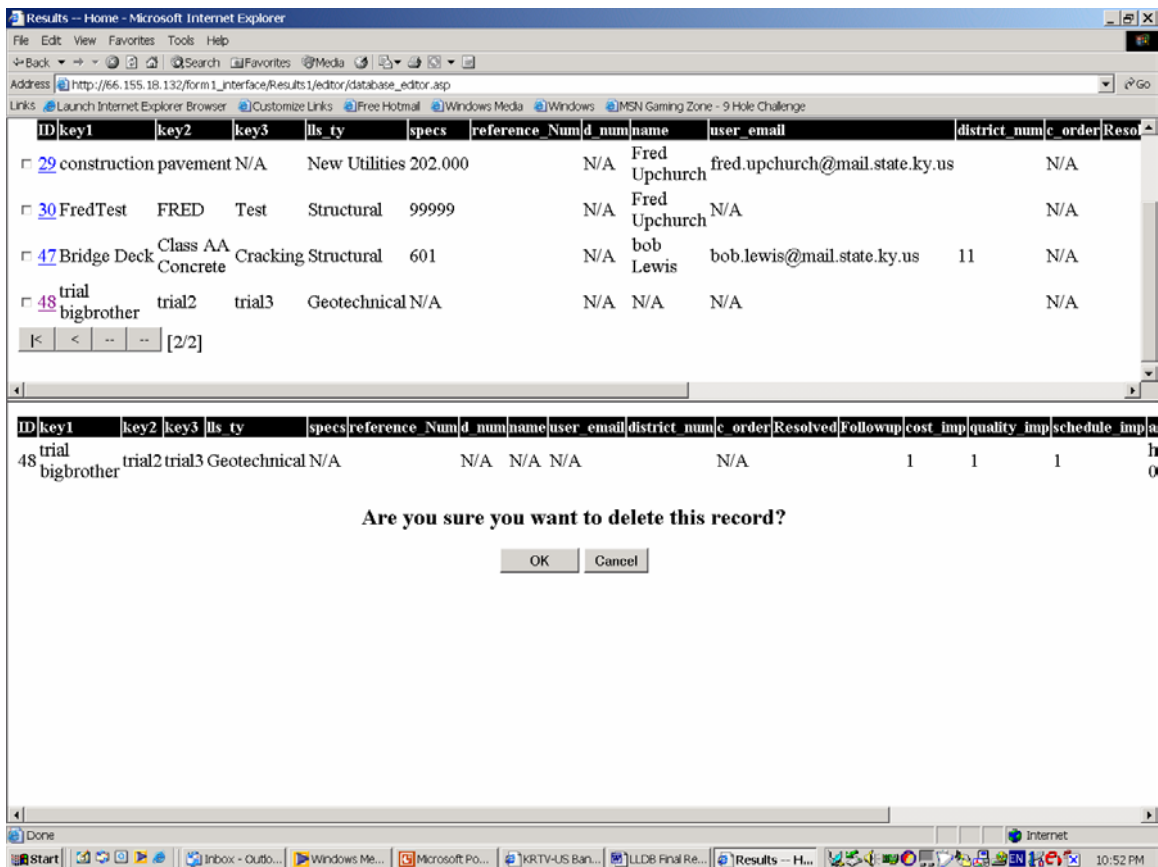 Results -- Home - Microsoft Internet Explorer
File Edit View Favorites Tools Help
Back Search Favorites Media
Address http://66.155.18.132/form1_interface/Results1/editor/database_editor.asp Go
Links Launch Internet Explorer Browser Customize Links Free Hotmail Windows Media Windows MSN Gaming Zone - 9 Hole Challenge
ID key1 key2 key3 lls_ty specs reference_Num d_num name user_email district_num c_order Resol
29 construction pavement N/A New Utilities 202.000 N/A Fred Upchurch fred.upchurch@mail.state.ky.us N/A
30 FredTest FRED Test Structural 99999 N/A Fred Upchurch N/A N/A
47 Bridge Deck Class AA Concrete Cracking Structural 601 N/A bob Lewis bob.lewis@mail.state.ky.us 11 N/A
48 trial bigbrother trial2 trial3 Geotechnical N/A N/A N/A N/A N/A
|< < -- -- [2/2]
ID key1 key2 key3 lls_ty specs reference_Num d_num name user_email district_num c_order Resolved Followup cost_imp quality_imp schedule_imp a
48 trial bigbrother trial2 trial3 Geotechnical N/A N/A N/A N/A N/A 1 1 1 h
0
Are you sure you want to delete this record?
OK Cancel
Done Internet
Start Inbox - Outlo... Windows Me... Microsoft Po... KRTV-US Ban... LLDB Final Re... Results -- H... EN 10:52 PM